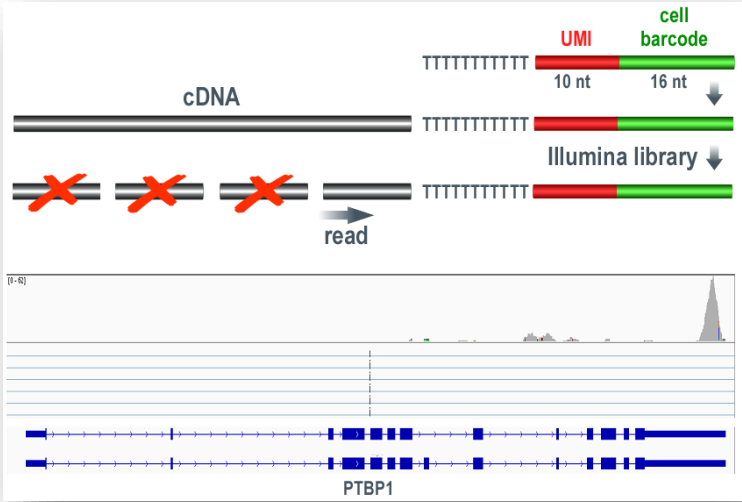 cell
UMI barcode
TTTTTTTTTTT
10 nt 16 nt
cDNA
TTTTTTTTTTT
Illumina library
TTTTTTTTTTT
read
[0 - 62]
PTBP1